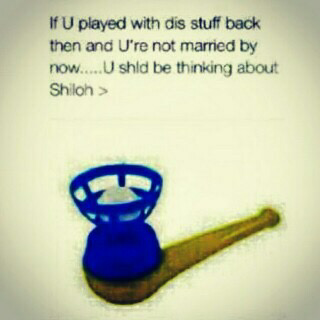 If U played with dis stuff back
then and U're not married by
now.....U shld be thinking about
Shiloh >